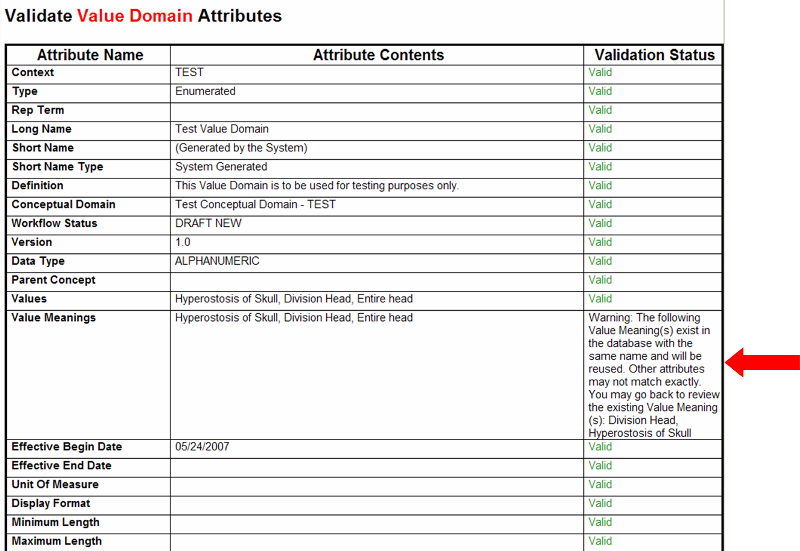 Validate Value Domain Attributes
Attribute Name Attribute Contents Validation Status
Context TEST Valid
Type Enumerated Valid
Rep Term Valid
Long Name Test Value Domain Valid
Short Name (Generated by the System) Valid
Short Name Type System Generated Valid
Definition This Value Domain is to be used for testing purposes only. Valid
Conceptual Domain Test Conceptual Domain - TEST Valid
Workflow Status DRAFT NEW Valid
Version 1.0 Valid
Data Type ALPHANUMERIC Valid
Parent Concept Valid
Values Hyperostosis of Skull, Division Head, Entire head Valid
Value Meanings Hyperostosis of Skull, Division Head, Entire head Warning: The following
Value Meaning(s) exist in
the database with the
same name and will be
reused. Other attributes
may not match exactly.
You may go back to review
the existing Value Meaning
(s): Division Head,
Hyperostosis of Skull
Effective Begin Date 05/24/2007 Valid
Effective End Date Valid
Unit Of Measure Valid
Display Format Valid
Minimum Length Valid
Maximum Length Valid